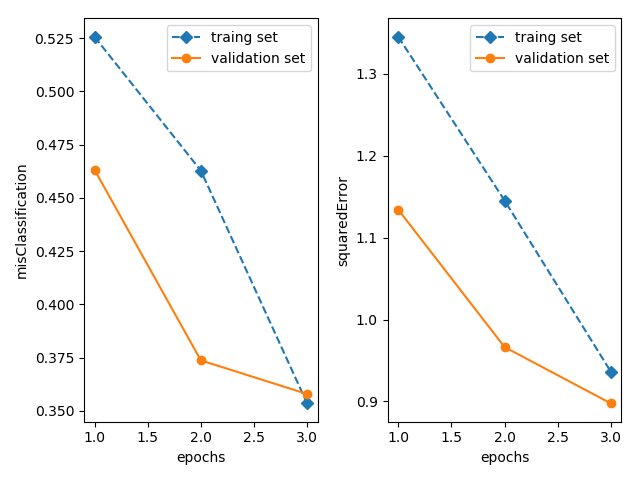 traing set
validation set
0.525
0.500
0.475
0.450
0.425
0.400
0.375
0.350
misClassification
1.0 1.5 2.0 2.5 3.0
epochs
traing set
validation set
1.3
1.2
1.1
1.0
0.9
squaredError
1.0 1.5 2.0 2.5 3.0
epochs